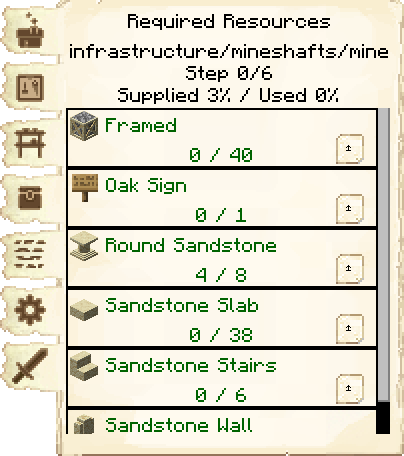 Required Resources
infrastructure/mineshafts/mine
Step 0/6
Supplied 3% / Used 0%
Framed
0 / 40
Oak Sign
0 / 1
Round Sandstone
4 / 8
Sandstone Slab
0 / 38
Sandstone Stairs
0 / 6
Sandstone Wall